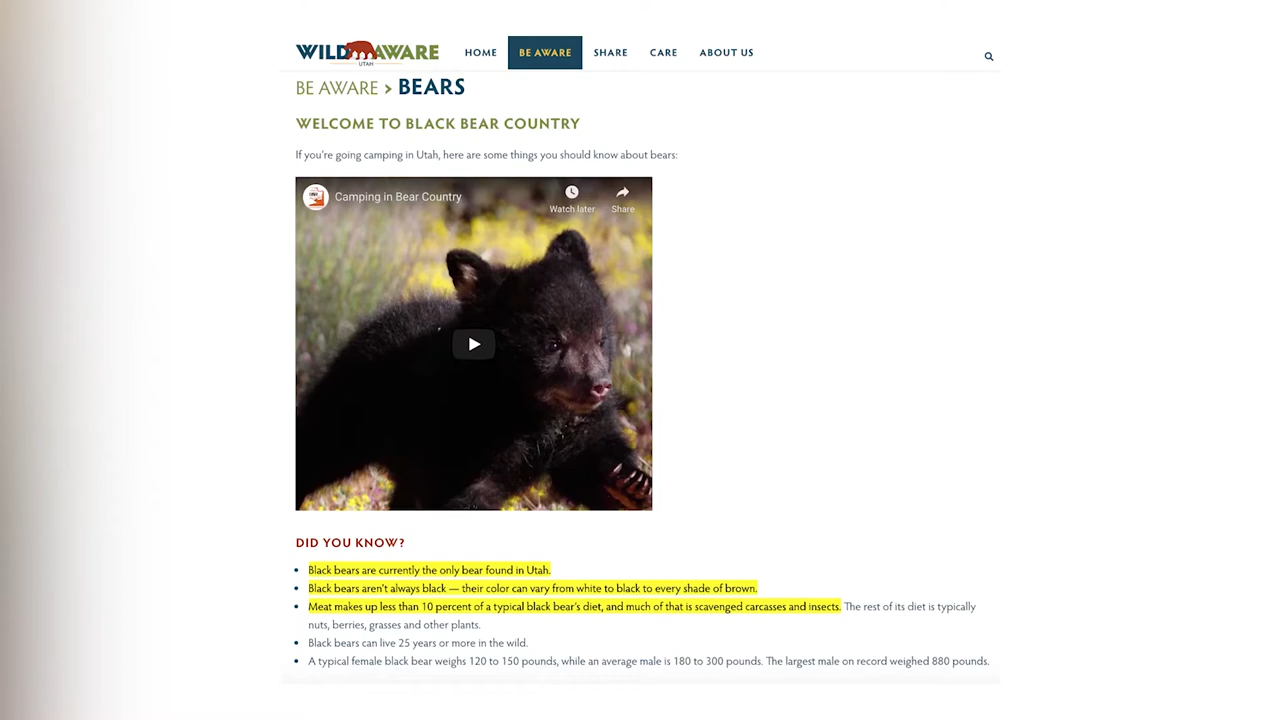 WILD AWARE
UTAH
HOME BE AWARE SHARE CARE ABOUT US
BE AWARE > BEARS
WELCOME TO BLACK BEAR COUNTRY
If you're going camping in Utah, here are some things you should know about bears:
Camping in Bear Country
Watch later Share
DID YOU KNOW?
• Black bears are currently the only bear found in Utah.
• Black bears aren't always black — their color can vary from white to black to every shade of brown.
• Meat makes up less than 10 percent of a typical black bear's diet, and much of that is scavenged carcasses and insects. The rest of its diet is typically
nuts, berries, grasses and other plants.
• Black bears can live 25 years or more in the wild.
• A typical female black bear weighs 120 to 150 pounds, while an average male is 180 to 300 pounds. The largest male on record weighed 880 pounds.